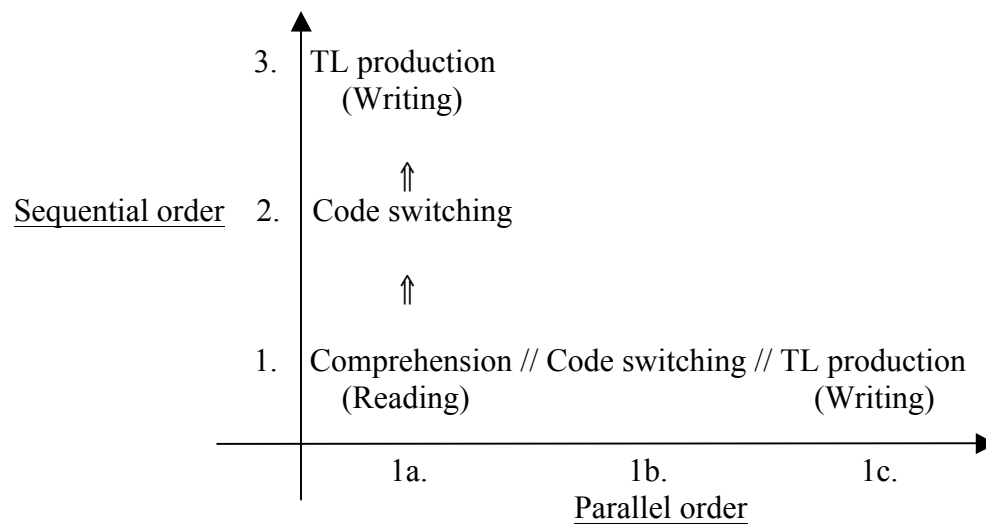 3. TL production
(Writing)
⇑
Sequential order 2. Code switching
⇑
1. Comprehension // Code switching // TL production
(Reading) (Writing)
1a. 1b. 1c.
Parallel order